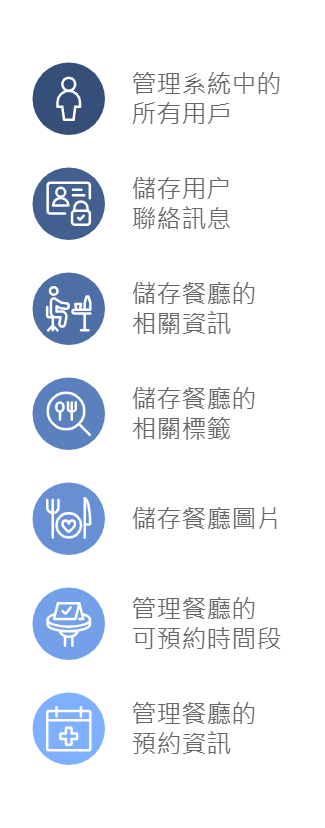 管理系統中的
所有用戶
儲存用户
聯絡訊息
儲存餐廳的
相關資訊
儲存餐廳的
相關標籤
儲存餐廳圖片
管理餐廳的
可預約時間段
管理餐廳的
預約資訊